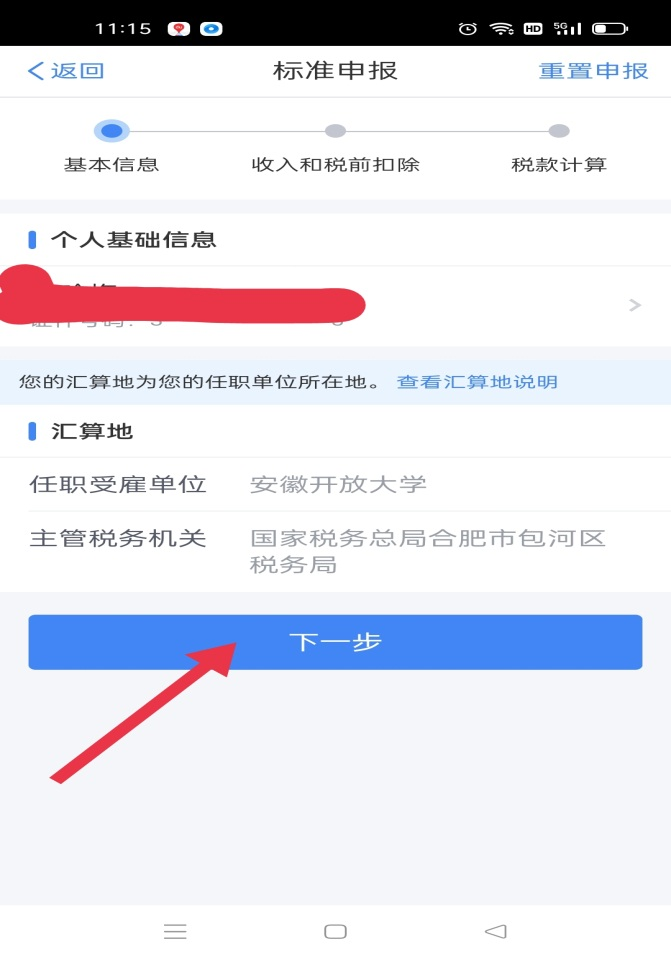 11:15
HD 5G
返回 标准申报 重置申报
基本信息 收入和税前扣除 税款计算
个人基础信息
您的汇算地为您的任职单位所在地。 查看汇算地说明
汇算地
任职受雇单位 安徽开放大学
主管税务机关 国家税务总局合肥市包河区
税务局
下一步